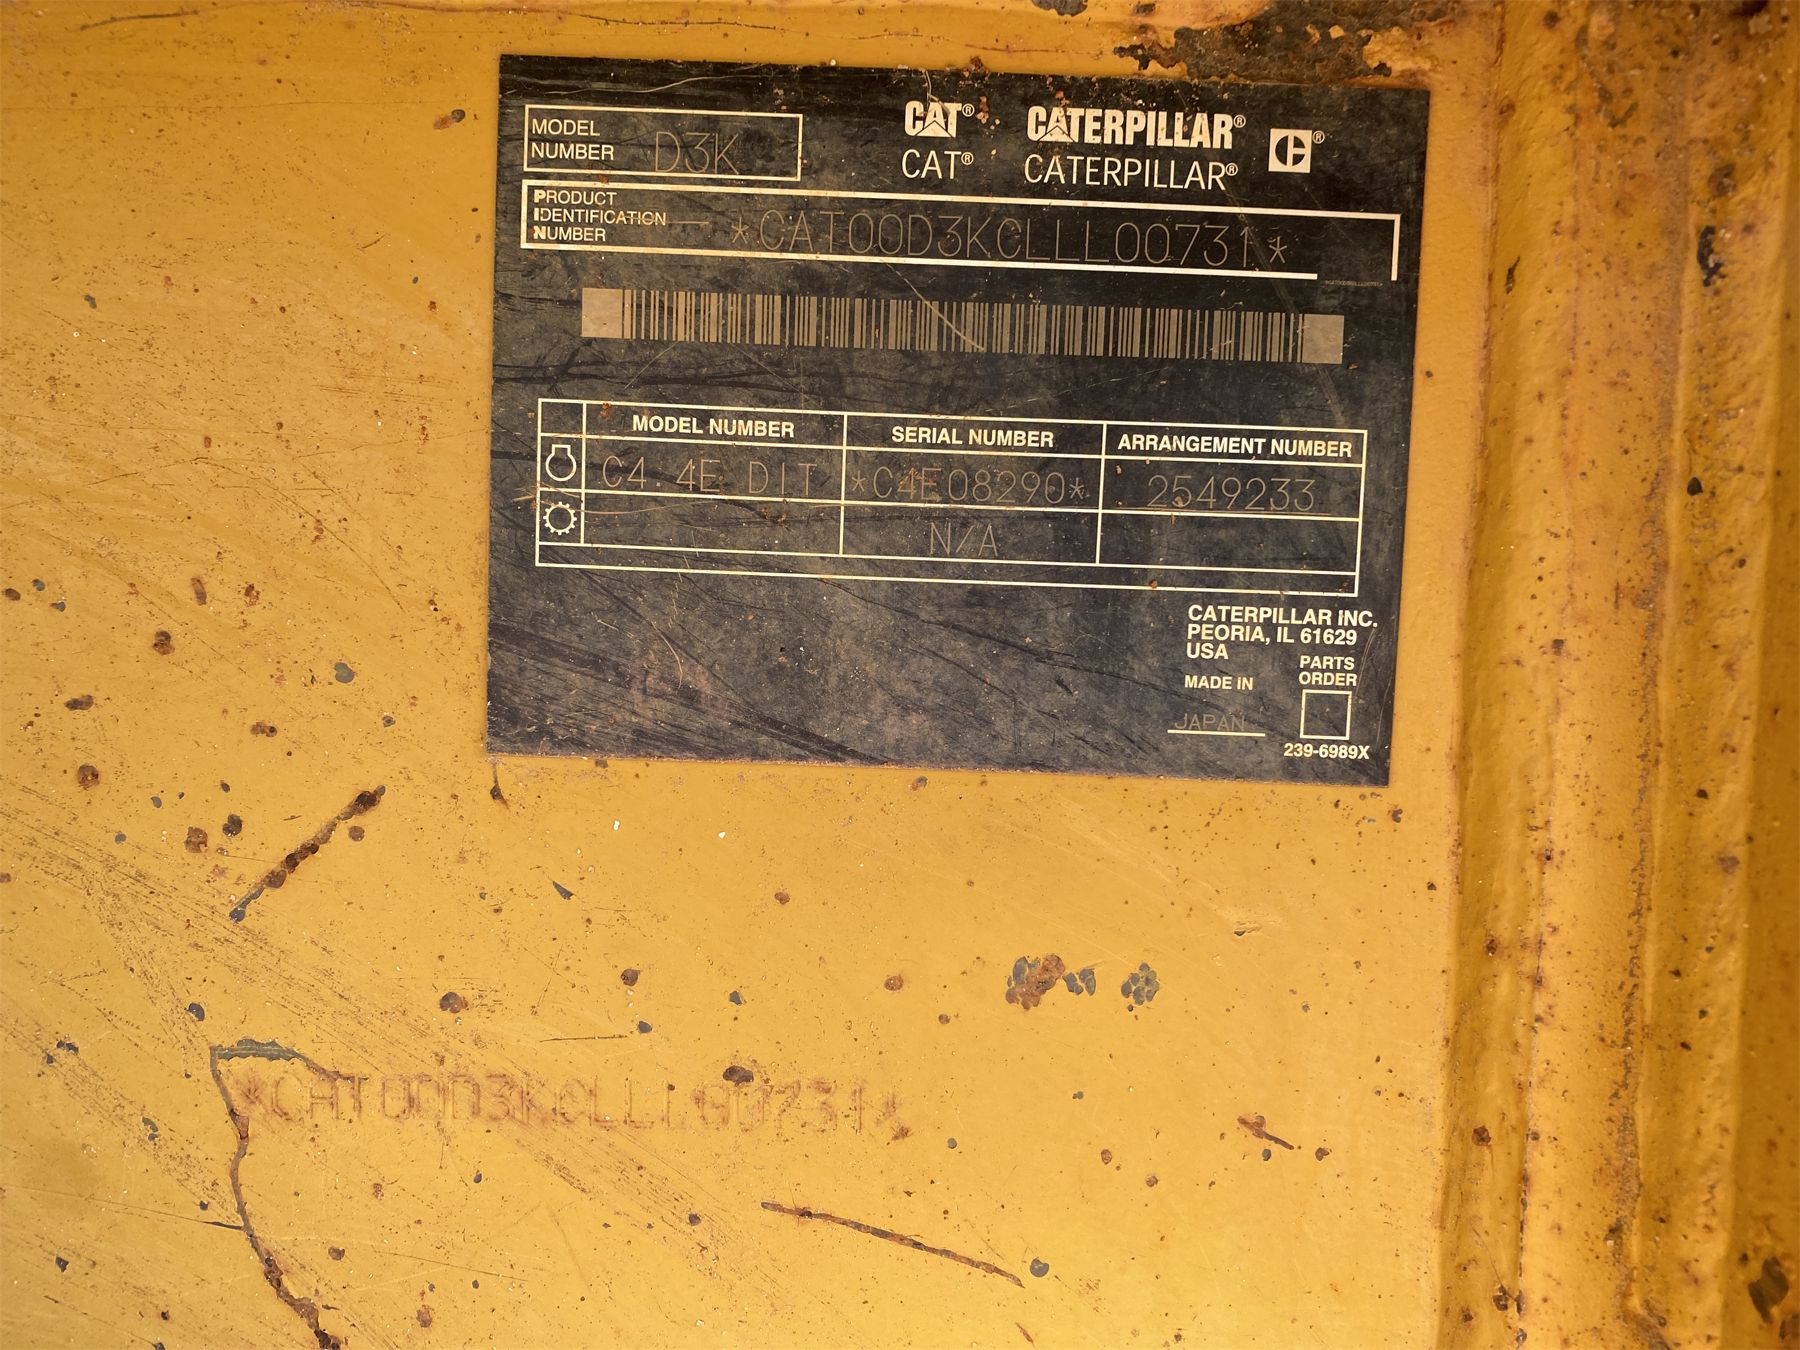 MODEL NUMBER D3K
CAT® CATERPILLAR® C®
CAT® CATERPILLAR®
PRODUCT IDENTIFICATION NUMBER *CAT00D3KCLLL00731*
MODEL NUMBER SERIAL NUMBER ARRANGEMENT NUMBER
C4.4E DIT *C4E08290* 2549233
N/A
CATERPILLAR INC.
PEORIA, IL 61629
USA
PARTS
ORDER
MADE IN
JAPAN
239-6989X
*CAT00D3KCLLL00731*